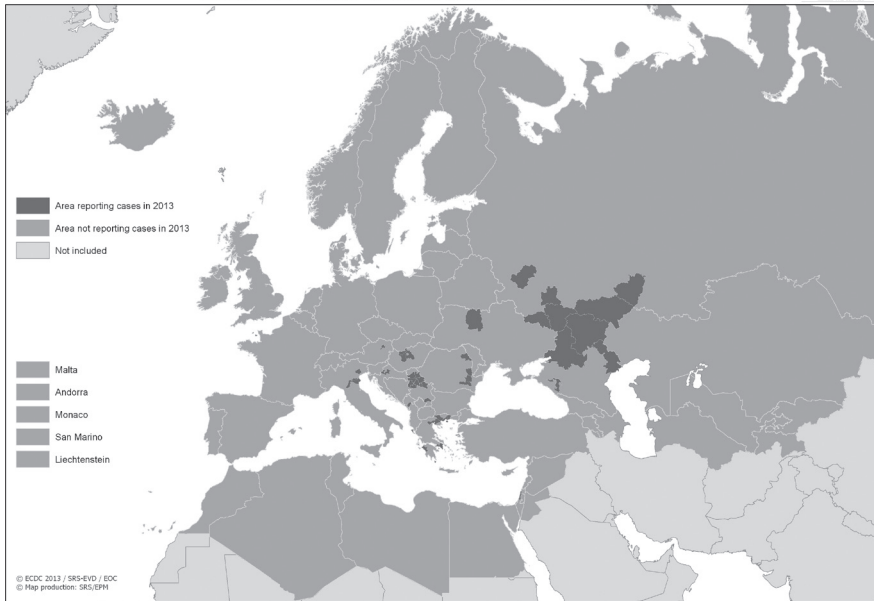 Area reporting cases in 2013
Area not reporting cases in 2013
Not included
Malta
Andorra
Monaco
San Marino
Liechtenstein
© ECDC 2013 / SRS-EVD / EOC
© Map production: SRS/EPM